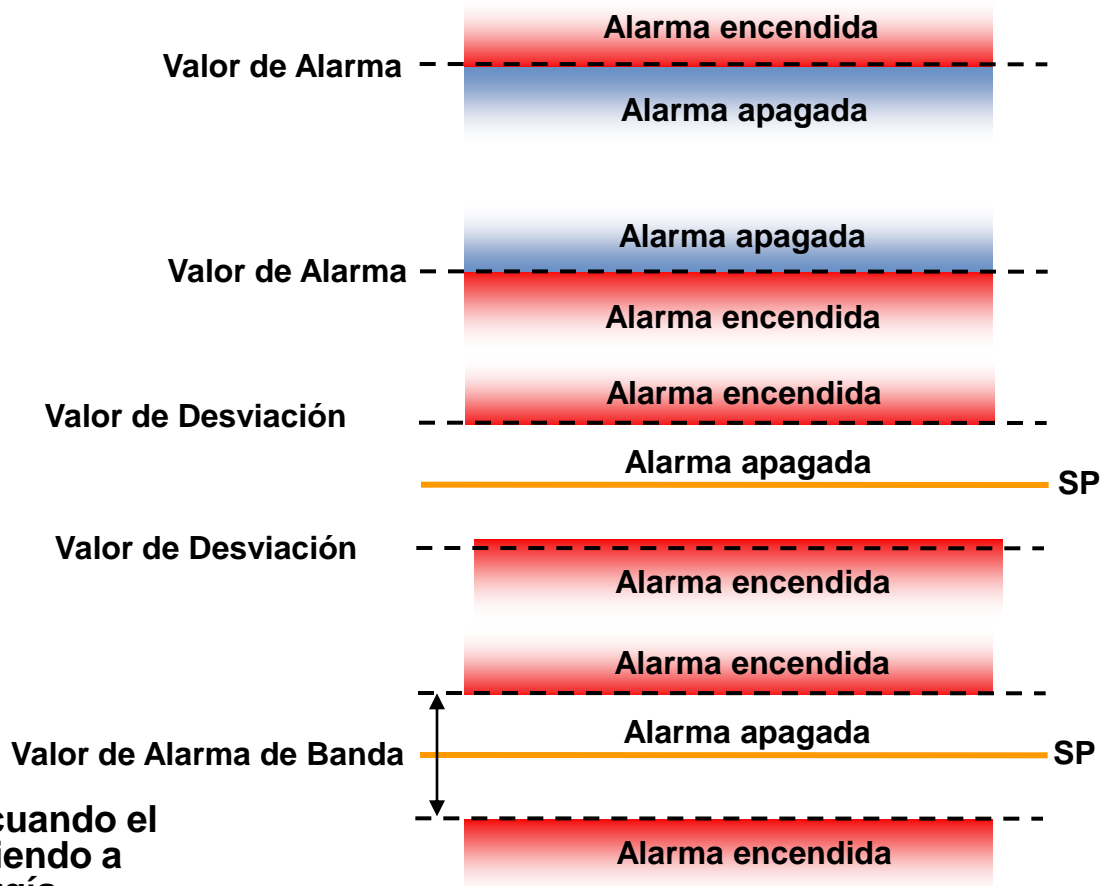 Alarma encendida
Valor de Alarma
Alarma apagada
Alarma apagada
Valor de Alarma
Alarma encendida
Alarma encendida
Valor de Desviación
Alarma apagada
SP
Valor de Desviación
Alarma encendida
Alarma encendida
Alarma apagada
Valor de Alarma de Banda
SP
cuando el
iendo a
Alarma encendida